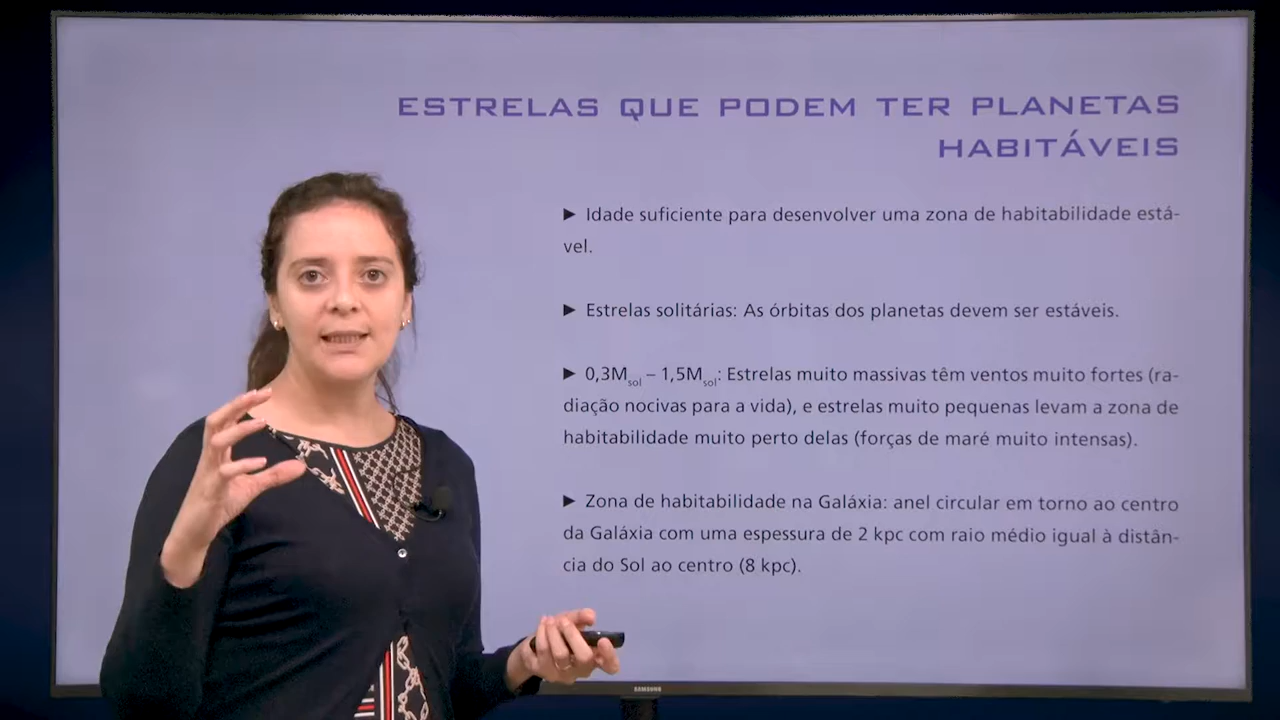 ESTRELAS QUE PODEM TER PLANETAS
HABITÁVEIS
► Idade suficiente para desenvolver uma zona de habitabilidade está-
vel.
► Estrelas solitárias: As órbitas dos planetas devem ser estáveis.
► 0,3Msol – 1,5Msol: Estrelas muito massivas têm ventos muito fortes (ra-
diação nocivas para a vida), e estrelas muito pequenas levam a zona de
habitabilidade muito perto delas (forças de maré muito intensas).
► Zona de habitabilidade na Galáxia: anel circular em torno ao centro
da Galáxia com uma espessura de 2 kpc com raio médio igual à distân-
cia do Sol ao centro (8 kpc).
SAMSUNG